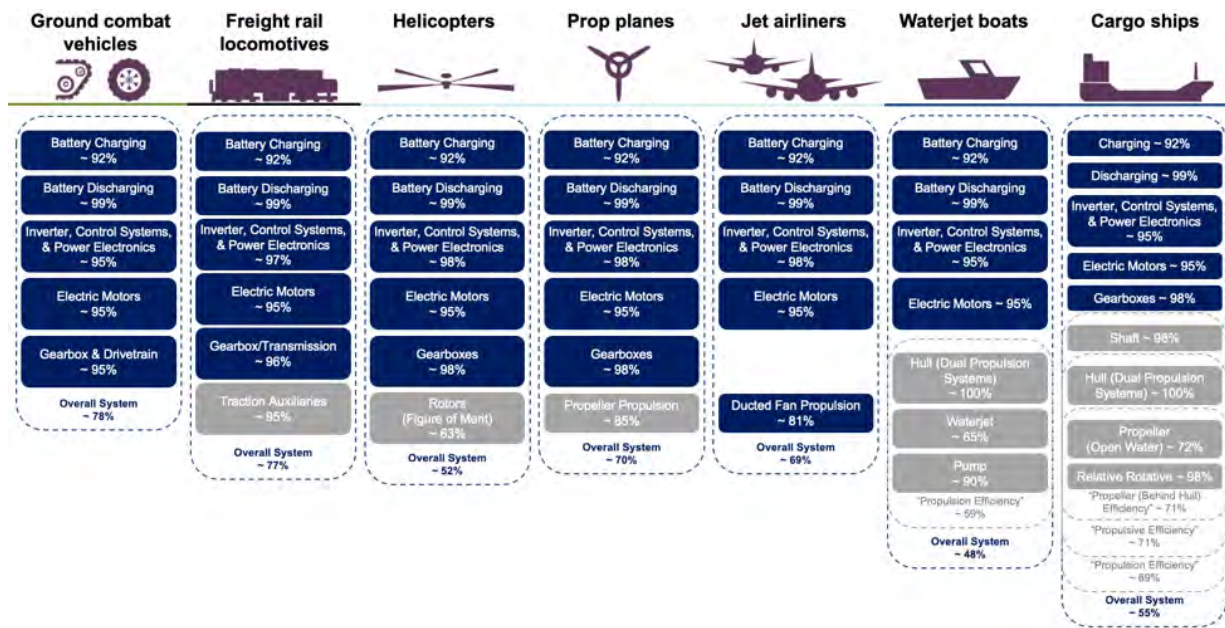 Ground combat
vehicles
Freight rail
locomotives
Helicopters
Prop planes
Jet airliners
Waterjet boats
Cargo ships
Battery Charging
~ 92%
Battery Discharging
~ 99%
Inverter, Control Systems,
& Power Electronics
~ 95%
Electric Motors
~ 95%
Gearbox & Drivetrain
~ 95%
Overall System
~ 78%
Battery Charging
~ 92%
Battery Discharging
~ 99%
Inverter, Control Systems,
& Power Electronics
~ 97%
Electric Motors
~ 95%
Gearbox/Transmission
~ 96%
Traction Auxiliaries
~ 95%
Overall System
~ 77%
Battery Charging
~ 92%
Battery Discharging
~ 99%
Inverter, Control Systems,
& Power Electronics
~ 98%
Electric Motors
~ 95%
Gearboxes
~ 98%
Rotors
(Figure of Merit)
~ 63%
Overall System
~ 52%
Battery Charging
~ 92%
Battery Discharging
~ 99%
Inverter, Control Systems,
& Power Electronics
~ 98%
Electric Motors
~ 95%
Gearboxes
~ 98%
Propeller Propulsion
~ 85%
Overall System
~ 70%
Battery Charging
~ 92%
Battery Discharging
~ 99%
Inverter, Control Systems,
& Power Electronics
~ 98%
Electric Motors
~ 95%
Ducted Fan Propulsion
~ 81%
Overall System
~ 69%
Battery Charging
~ 92%
Battery Discharging
~ 99%
Inverter, Control Systems,
& Power Electronics
~ 95%
Electric Motors ~ 95%
Hull (Dual Propulsion
Systems)
~ 100%
Waterjet
~ 65%
Pump
~ 90%
"Propulsion Efficiency"
~ 59%
Overall System
~ 48%
Charging ~ 92%
Discharging ~ 99%
Inverter, Control Systems,
& Power Electronics
~ 95%
Electric Motors ~ 95%
Gearboxes ~ 98%
Shaft ~ 98%
Hull (Dual Propulsion
Systems) ~ 100%
Propeller
(Open Water) ~ 72%
Relative Rotative ~ 98%
"Propeller (Behind Hull)
Efficiency" ~ 71%
"Propulsive Efficiency"
~ 71%
"Propulsion Efficiency"
~ 69%
Overall System
~ 55%